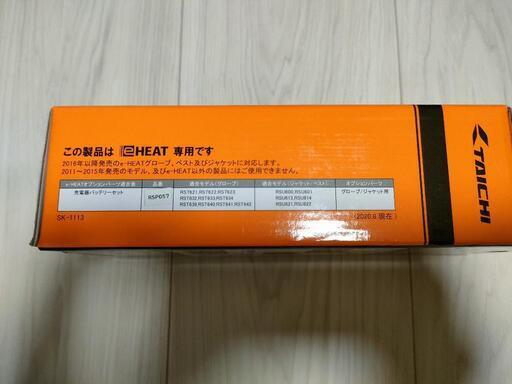 この製品は eHEAT 専用です
2016年以降発売のe-HEATグローブ、ベスト及びジャケットに対応します。
2011～2015年発売のモデル、及びe-HEAT以外の製品にはご使用できません。
e-HEATオプションパーツ適合表 品番 適合モデル(グローブ) 適合モデル(ジャケット/ベスト) オプションパーツ
充電器バッテリーセット RSP057 RST621,RST622,RST623 RSU600,RSU601 グローブ/ジャケット用
RST632,RST633,RST634 RSU613,RSU614
RST639,RST640,RST641,RST642 RSU621,RSU622
SK-1113
(2020.6 現在)
TAICHI